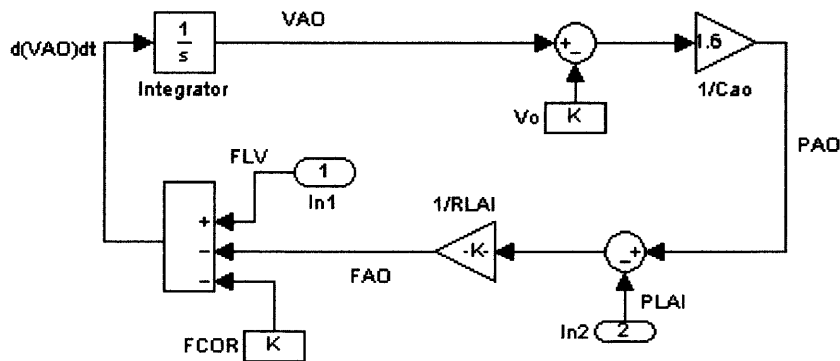 d(VAO)dt
1
s
Integrator
VAO
+
-
Vo
K
1.6
1/Cao
PAO
FLV
1
In1
+
-
-
FAO
1/RLAI
-K-
-
+
PLAI
In2
2
FCOR
K